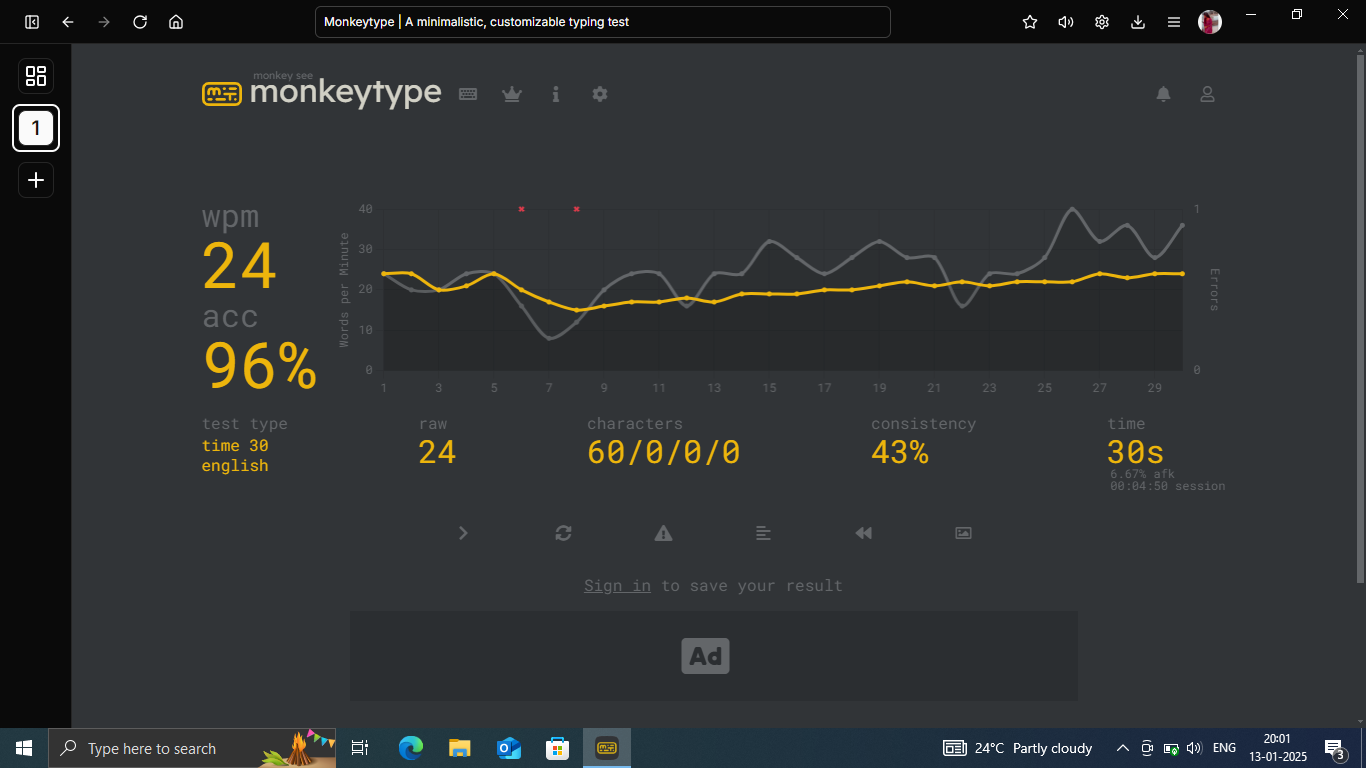 Monkeytype | A minimalistic, customizable typing test
1
monkey see
monkeytype
wpm
24
acc
96%
Words per Minute
40
30
20
10
0
1 3 5 7 9 11 13 15 17 19 21 23 25 27 29
1
0
Errors
test type
time 30
english
raw
24
characters
60/0/0/0
consistency
43%
time
30s
6.67% afk
00:04:50 session
Sign in to save your result
Ad
Type here to search
24°C Partly cloudy
ENG
20:01
13-01-2025
3